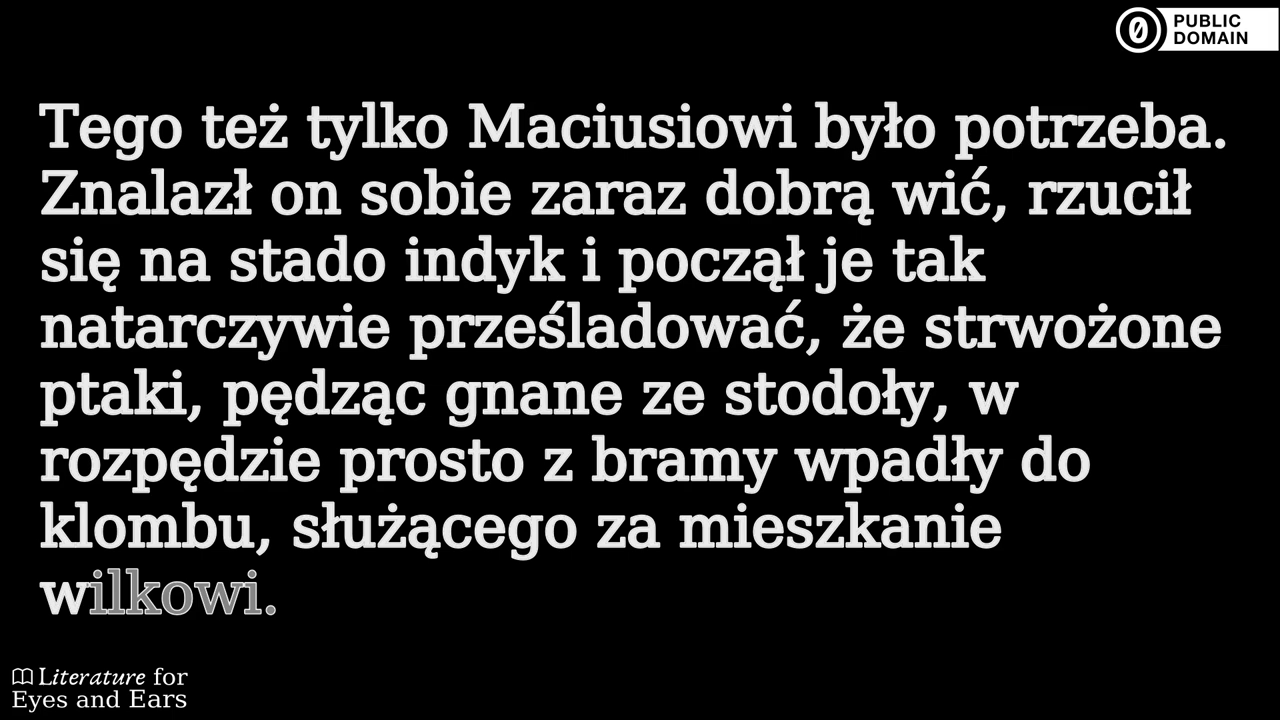 PUBLIC
DOMAIN
Tego też tylko Maciusiowi było potrzeba.
Znalazł on sobie zaraz dobrą wić, rzucił
się na stado indyk i począł je tak
natarczywie prześladować, że strwożone
ptaki, pędząc gnane ze stodoły, w
rozpędzie prosto z bramy wpadły do
klombu, służącego za mieszkanie
wilkowi.
Literature for
Eyes and Ears